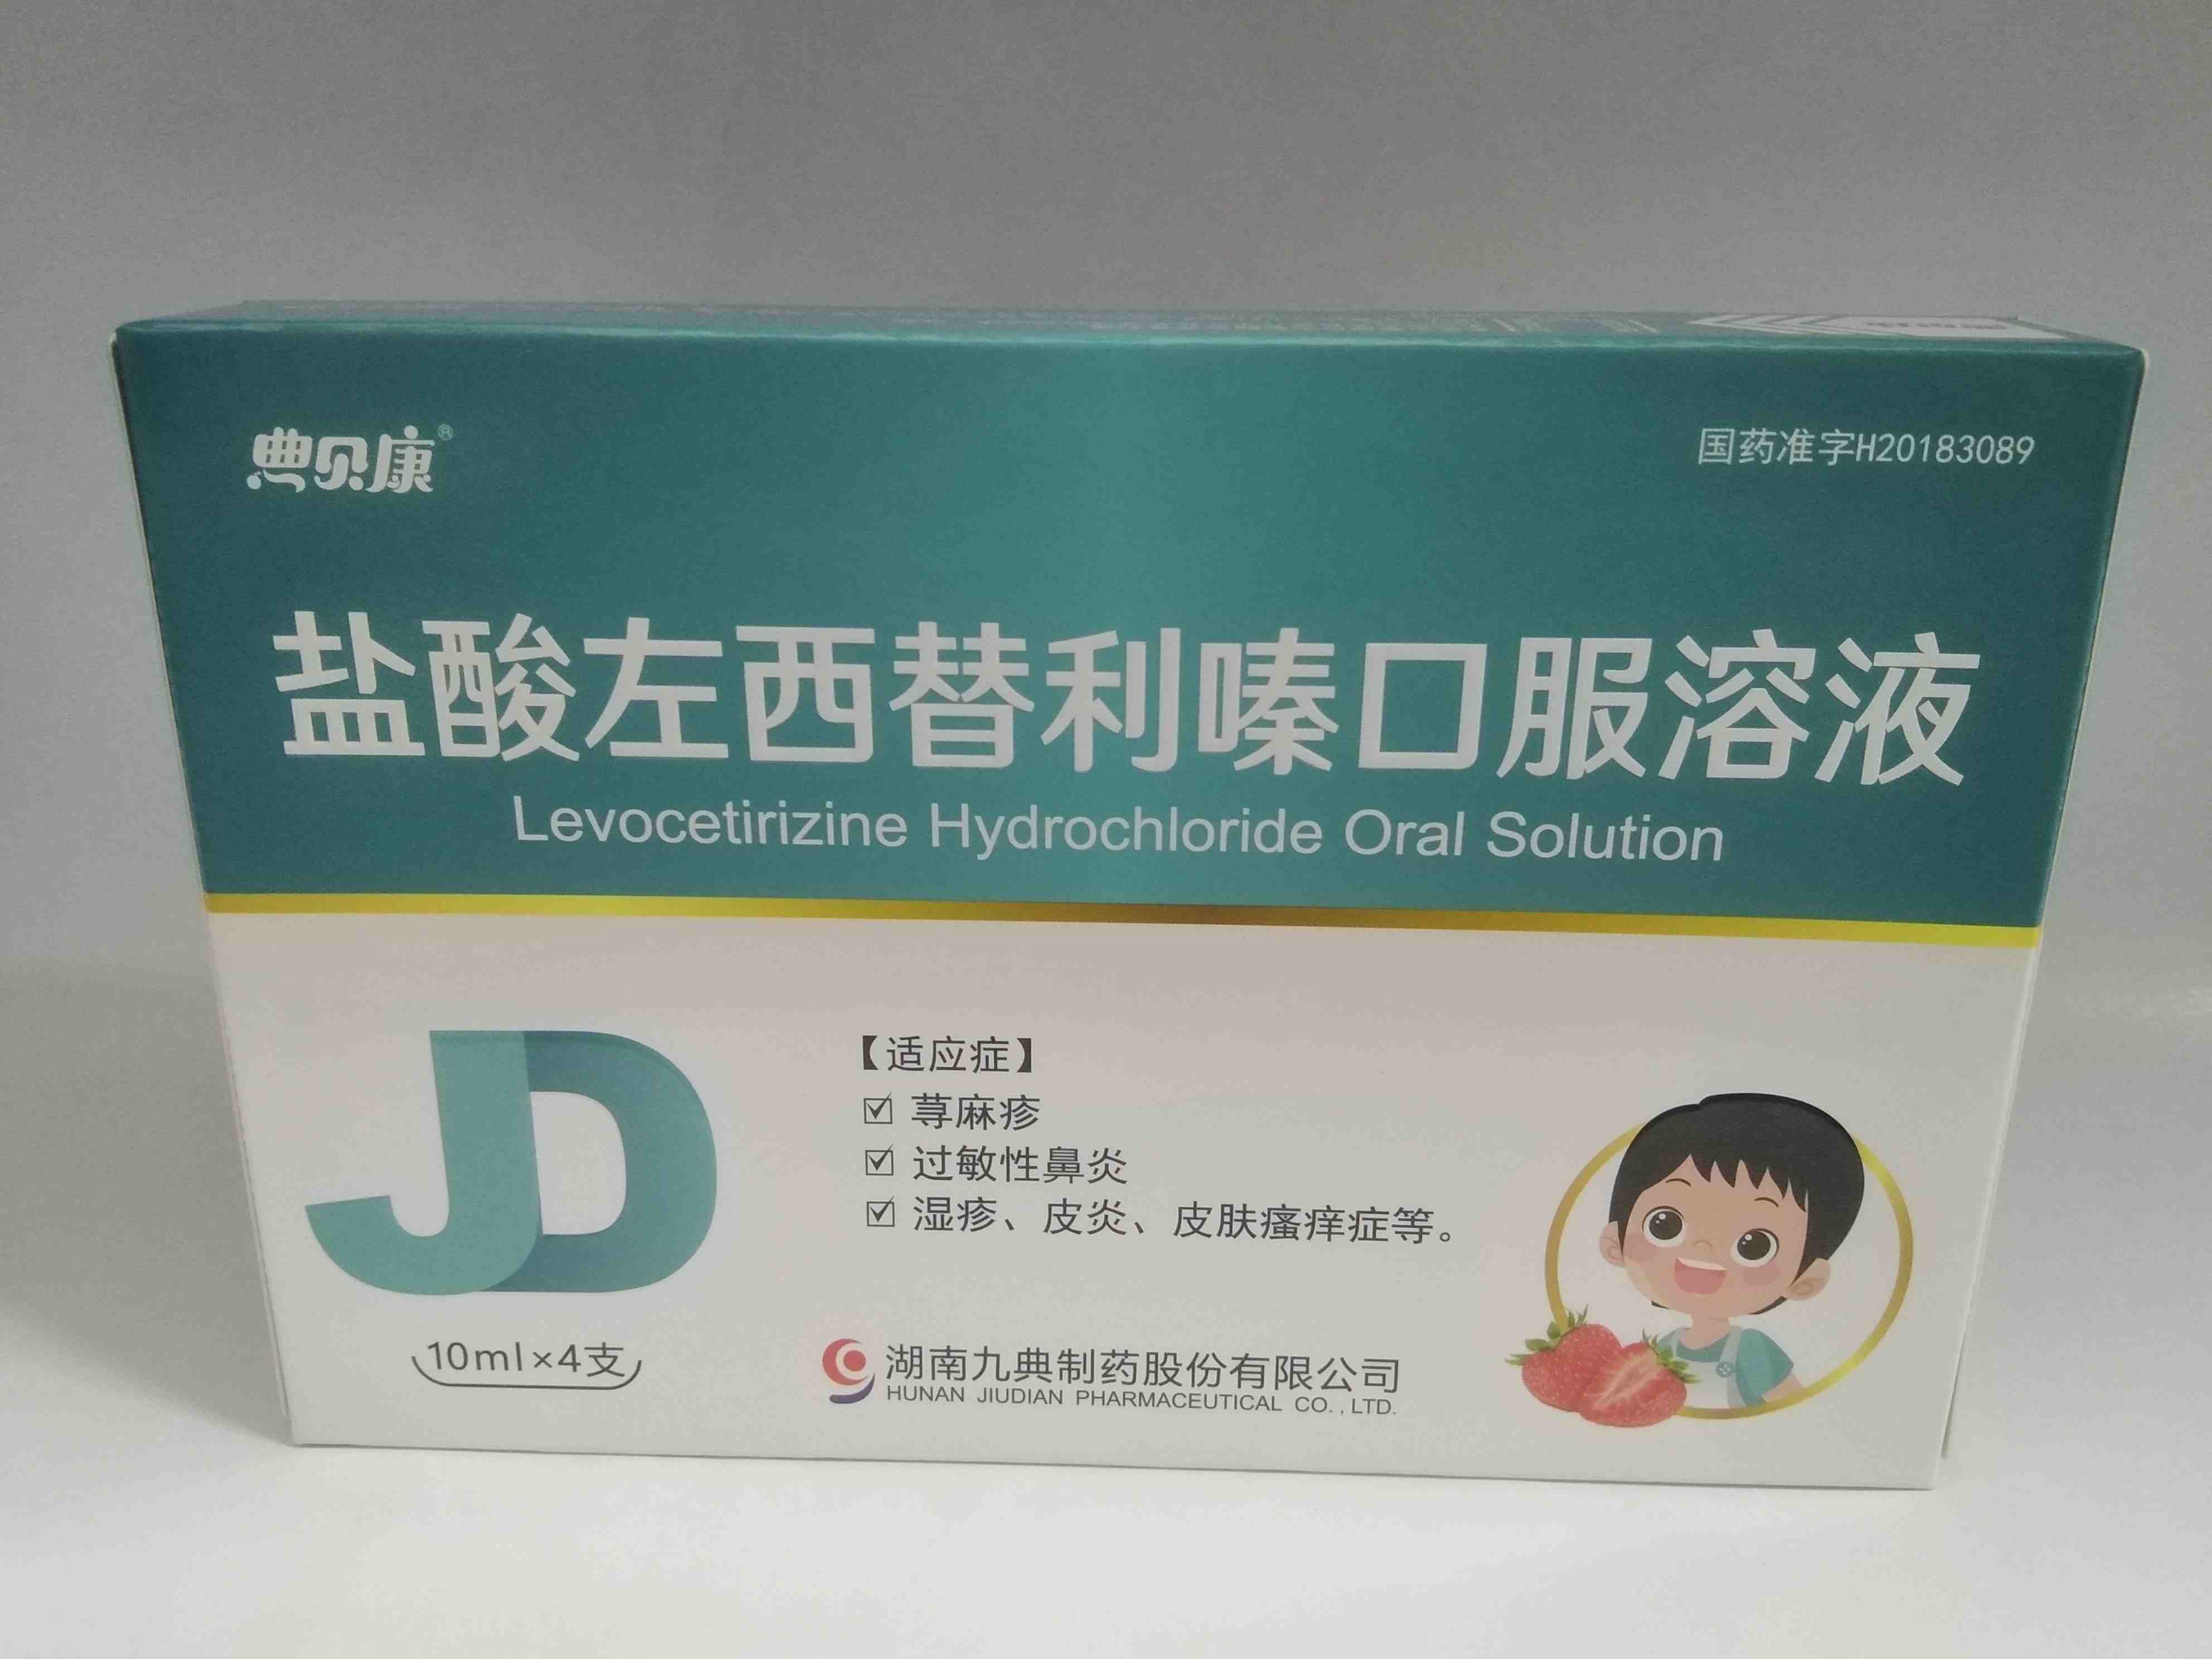 典贝康®
国药准字H20183089
盐酸左西替利嗪口服溶液
Levocetirizine Hydrochloride Oral Solution
JD
【适应症】
☑ 荨麻疹
☑ 过敏性鼻炎
☑ 湿疹、皮炎、皮肤瘙痒症等。
10ml×4支
湖南九典制药股份有限公司
HUNAN JIUDIAN PHARMACEUTICAL CO.,LTD.